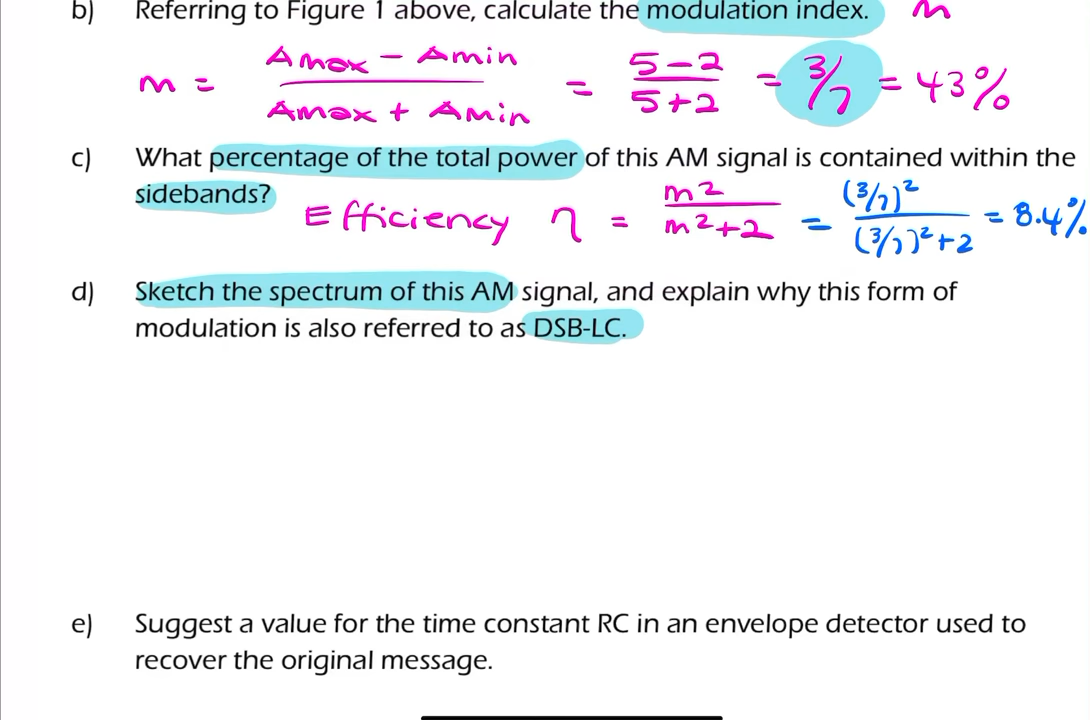 b) Referring to Figure 1 above, calculate the modulation index. m
m = Amax - Amin / Amax + Amin = 5-2 / 5+2 = 3/7 = 43%
c) What percentage of the total power of this AM signal is contained within the
sidebands?
Efficiency η = m² / m²+2 = (3/7)² / (3/7)²+2 = 8.4%
d) Sketch the spectrum of this AM signal, and explain why this form of
modulation is also referred to as DSB-LC.
e) Suggest a value for the time constant RC in an envelope detector used to
recover the original message.